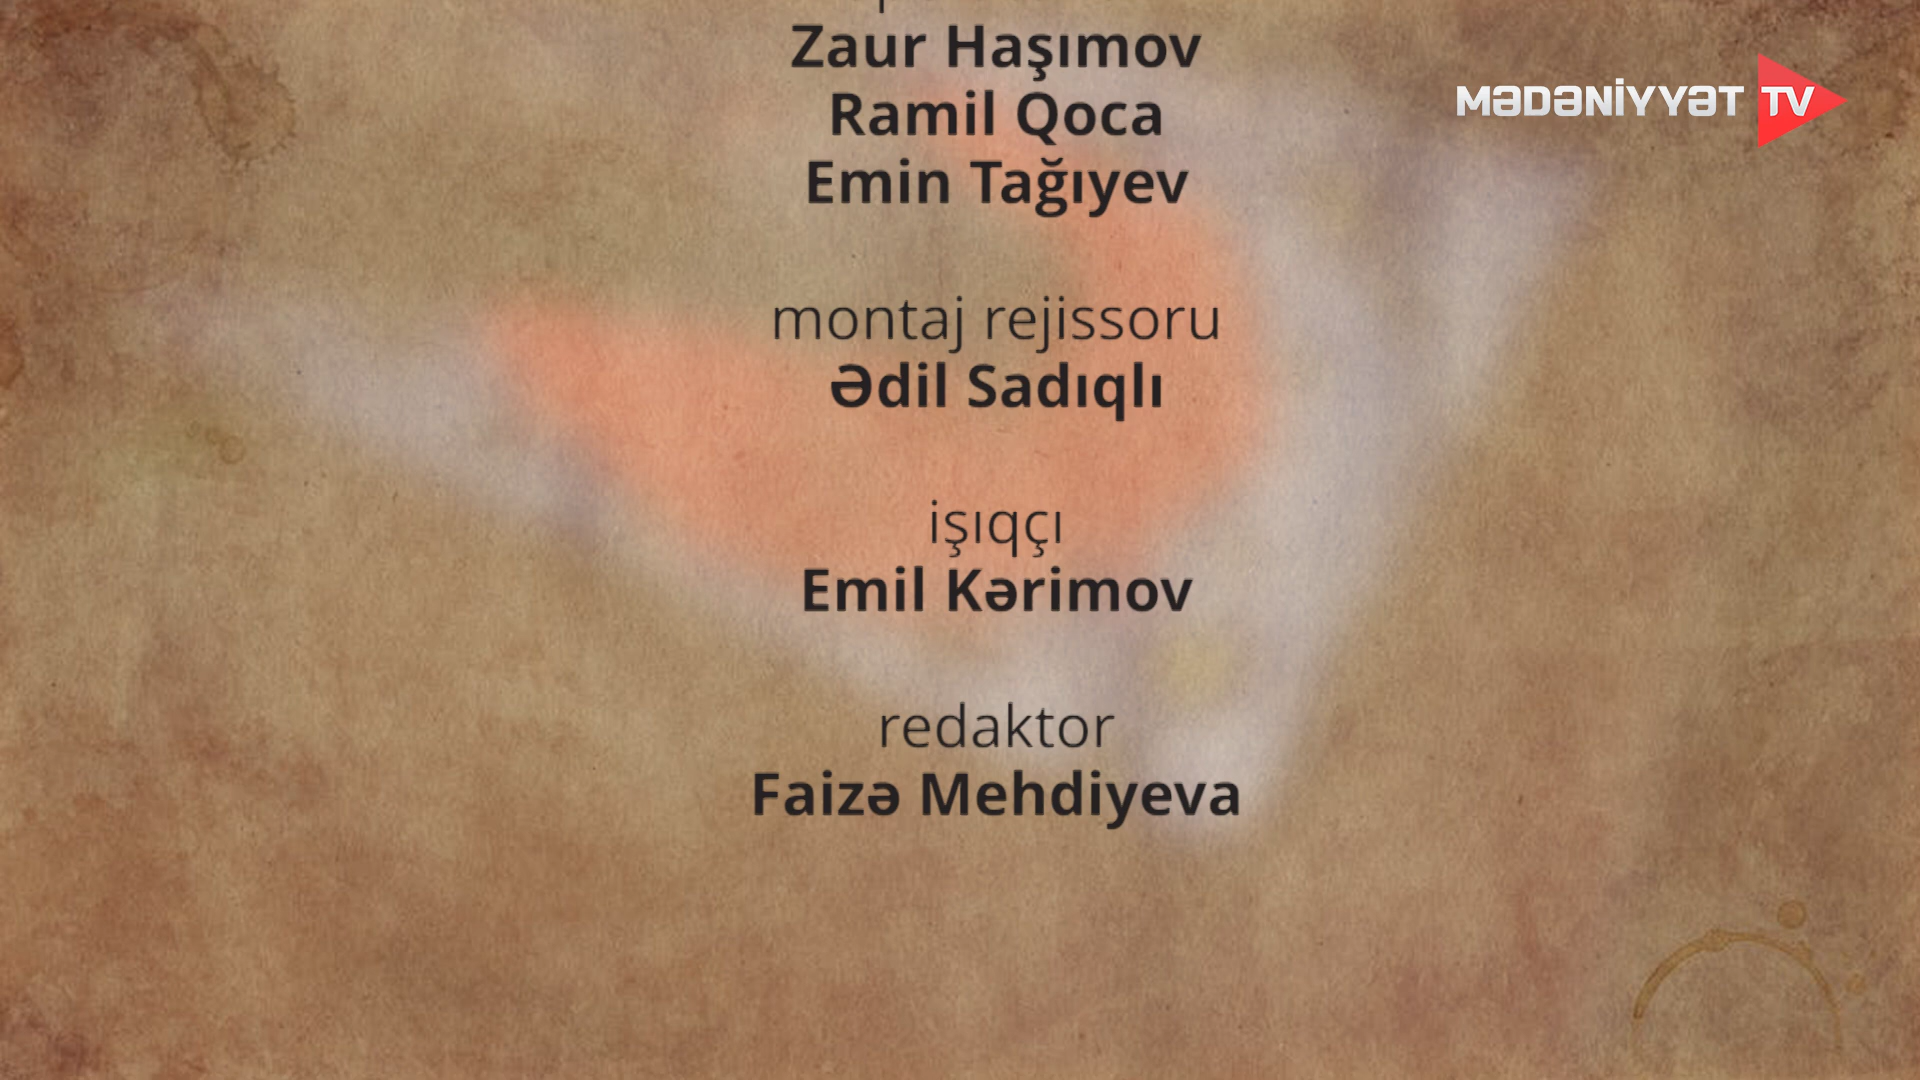 Zaur Haşımov
MƏDƏNİYYƏT TV
Ramil Qoca
Emin Tağıyev
montaj rejissoru
Ədil Sadıqlı
işıqçı
Emil Kərimov
redaktor
Faizə Mehdiyeva